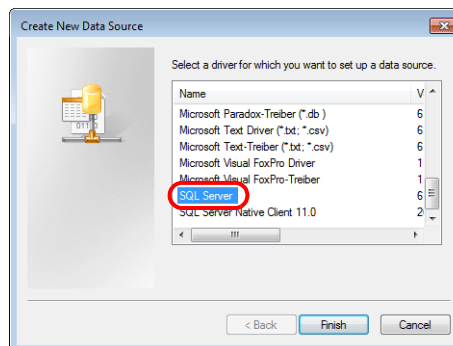 Create New Data Source
Select a driver for which you want to set up a data source.
Name V
Microsoft Paradox-Treiber (*.db ) 6
Microsoft Text Driver (*.txt; *.csv) 6
Microsoft Text-Treiber (*.txt; *.csv) 6
Microsoft Visual FoxPro Driver 1
Microsoft Visual FoxPro-Treiber 1
SQL Server 6
SQL Server Native Client 11.0 2
< Back Finish Cancel